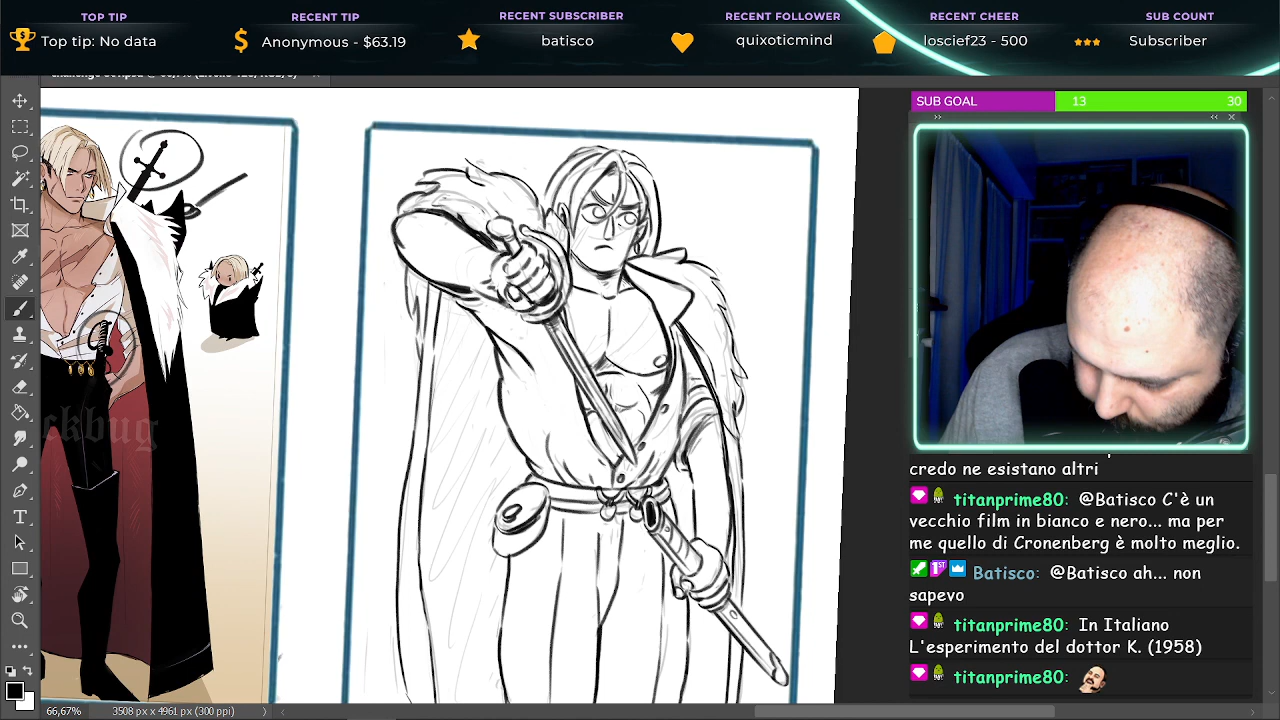 TOP TIP
Top tip: No data
RECENT TIP
Anonymous - $63.19
RECENT SUBSCRIBER
batisco
RECENT FOLLOWER
quixoticmind
RECENT CHEER
loscief23 - 500
SUB COUNT
Subscriber
SUB GOAL 13 30
ckbug
credo ne esistano altri
titanprime80: @Batisco C'è un
vecchio film in bianco e nero... ma per
me quello di Cronenberg è molto meglio.
Batisco: @Batisco ah... non
sapevo
titanprime80: In Italiano
L'esperimento del dottor K. (1958)
titanprime80:
66,67% 3508 px x 4961 px (300 ppi)